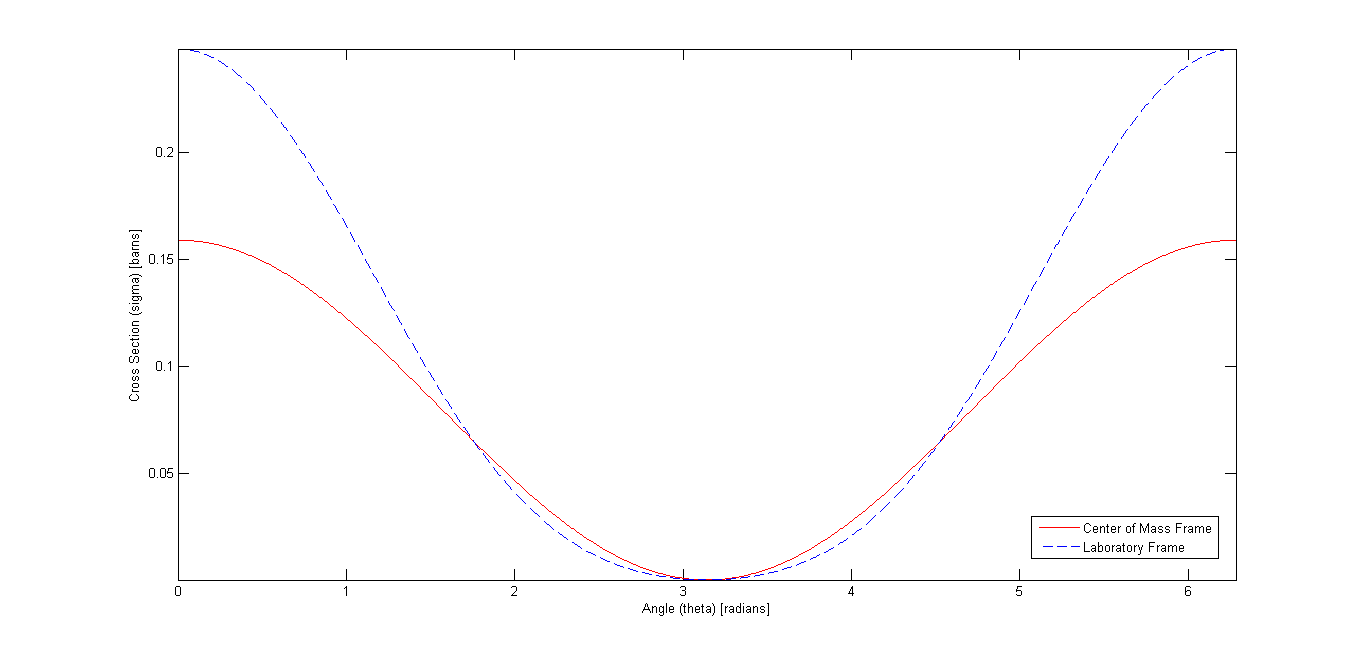 0.2
0.15
0.1
0.05
Cross Section (sigma) [barns]
Center of Mass Frame
Laboratory Frame
0 1 2 3 4 5 6
Angle (theta) [radians]